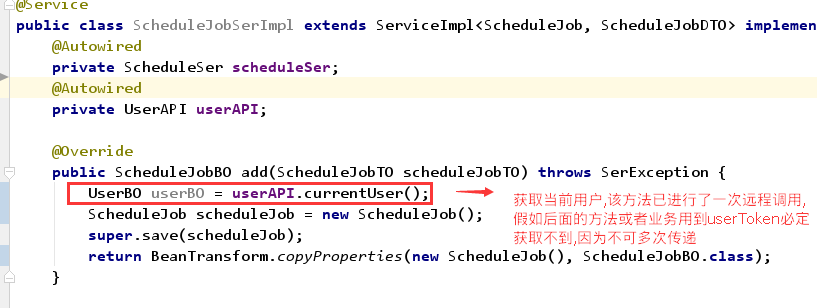 @Service
public class ScheduleJobSerImpl extends ServiceImpl<ScheduleJob, ScheduleJobDTO> implemen
@Autowired
private ScheduleSer scheduleSer;
@Autowired
private UserAPI userAPI;
@Override
public ScheduleJobBO add(ScheduleJobTO scheduleJobTO) throws SerException {
UserBO userBO = userAPI.currentUser();
ScheduleJob scheduleJob = new ScheduleJob();
super.save(scheduleJob);
return BeanTransform.copyProperties(new ScheduleJob(), ScheduleJobBO.class);
}
获取当前用户,该方法已进行了一次远程调用,
假如后面的方法或者业务用到userToken必定
获取不到,因为不可多次传递